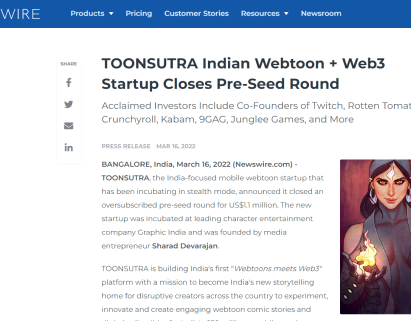 WIRE Products Pricing Customer Stories Resources Newsroom
SHARE
TOONSUTRA Indian Webtoon + Web3
Startup Closes Pre-Seed Round
Acclaimed Investors Include Co-Founders of Twitch, Rotten Tomat
Crunchyroll, Kabam, 9GAG, Junglee Games, and More
PRESS RELEASE MAR 16, 2022
BANGALORE, India, March 16, 2022 (Newswire.com) -
TOONSUTRA, the India-focused mobile webtoon startup that
has been incubating in stealth mode, announced it closed an
oversubscribed pre-seed round for US$1.1 million. The new
startup was incubated at leading character entertainment
company Graphic India and was founded by media
entrepreneur Sharad Devarajan.
TOONSUTRA is building India's first "Webtoons meets Web3"
platform with a mission to become India's new storytelling
home for disruptive creators across the country to experiment,
innovate and create engaging webtoon comic stories and